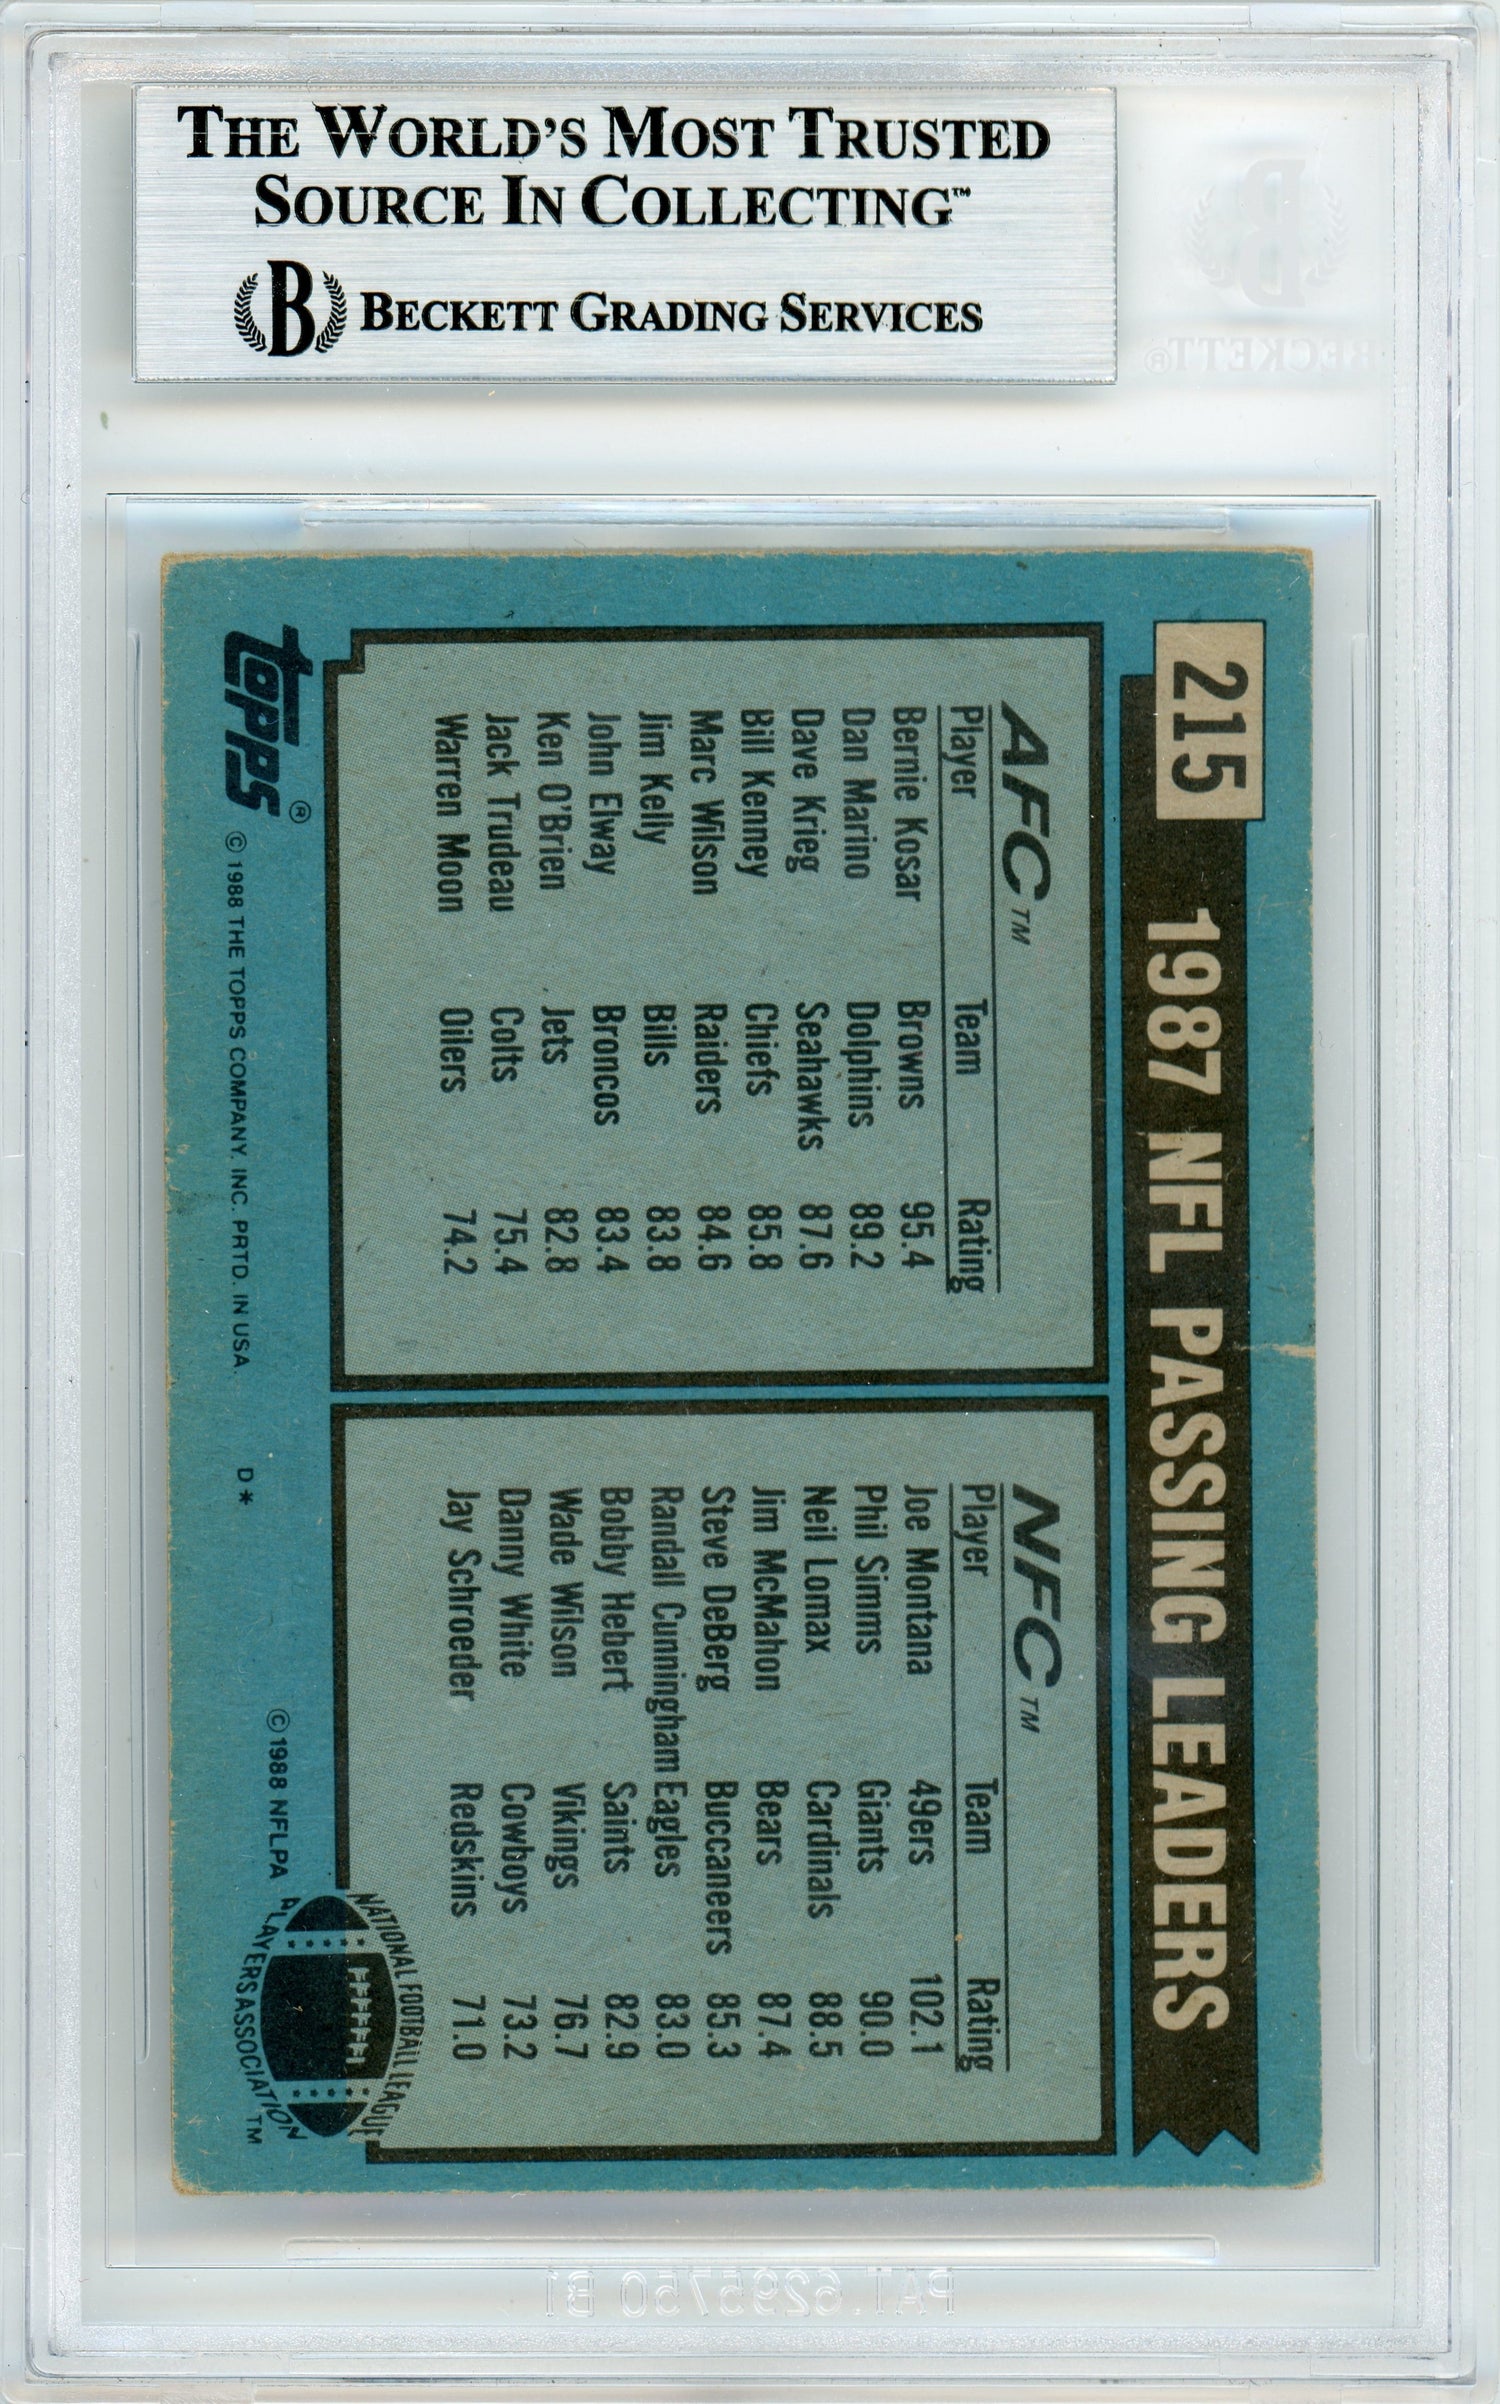 THE WORLD'S MOST TRUSTED
SOURCE IN COLLECTING™
B BECKETT GRADING SERVICES
B
BECKETT®
215 1987 NFL PASSING LEADERS
AFC™
Player Team Rating
Bernie Kosar Browns 95.4
Dan Marino Dolphins 89.2
Dave Krieg Seahawks 87.6
Bill Kenney Chiefs 85.8
Marc Wilson Raiders 84.6
Jim Kelly Bills 83.8
John Elway Broncos 83.4
Ken O'Brien Jets 82.8
Jack Trudeau Colts 75.4
Warren Moon Oilers 74.2
NFC™
Player Team Rating
Joe Montana 49ers 102.1
Phil Simms Giants 90.0
Neil Lomax Cardinals 88.5
Jim McMahon Bears 87.4
Steve DeBerg Buccaneers 85.3
Randall Cunningham Eagles 83.0
Bobby Hebert Saints 82.9
Wade Wilson Vikings 76.7
Danny White Cowboys 73.2
Jay Schroeder Redskins 71.0
topps® © 1988 THE TOPPS COMPANY, INC. PRTD. IN USA. D*
© 1988 NFLPA
NATIONAL FOOTBALL LEAGUE
PLAYERS ASSOCIATION™
PAT. 6295750 B1